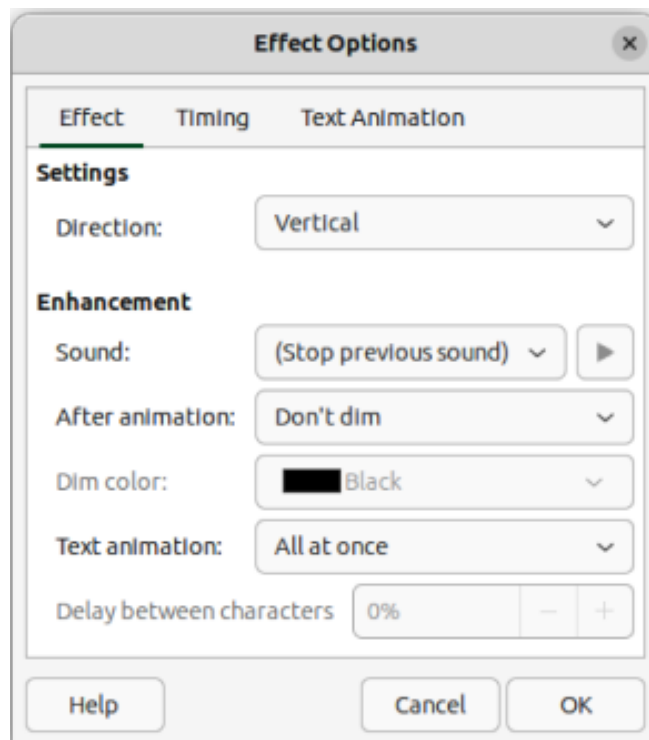 Effect Options
Effect Timing Text Animation
Settings
Direction: Vertical
Enhancement
Sound: (Stop previous sound)
After animation: Don't dim
Dim color: Black
Text animation: All at once
Delay between characters 0%
Help Cancel OK